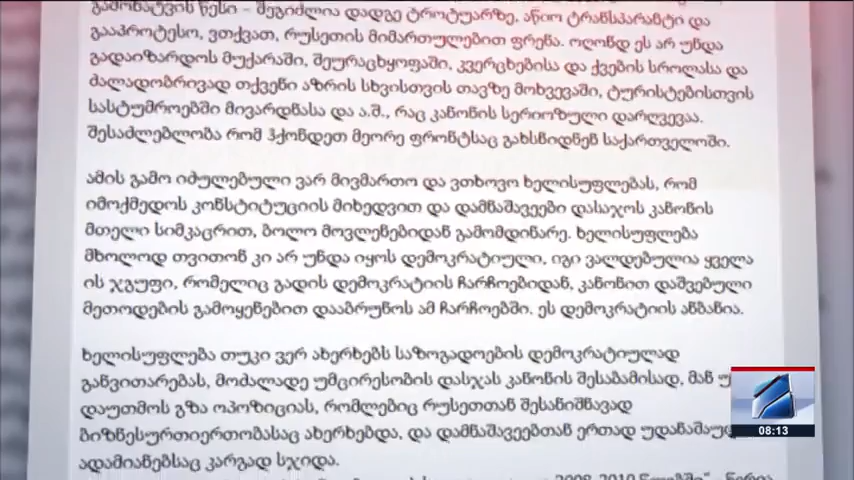 გამოხატვის წესი - შეგიძლია დადგე ტროტუარზე, აწიო ტრანსპარანტი და
გააპროტესო, ვთქვათ, რუსეთის მიმართულებით ფრენა. ოღონდ ეს არ უნდა
გადაიზარდოს მუქარაში, შეურაცხყოფაში, კვერცხებისა და ქვების სროლასა და
ძალადობრივად თქვენი აზრის სხვისთვის თავზე მოხვევაში, ტურისტებისთვის
სასტუმროებში მივარდნასა და ა.შ., რაც კანონის სერიოზული დარღვევაა.
შესაძლებლობა რომ ჰქონდეთ მეორე ფრონტსაც გახსნიდნენ საქართველოში.
ამის გამო იძულებული ვარ მივმართო და ვთხოვო ხელისუფლებას, რომ
იმოქმედოს კონსტიტუციის მიხედვით და დამნაშავეები დასაჯოს კანონის
მთელი სიმკაცრით, ბოლო მოვლენებიდან გამომდინარე. ხელისუფლება
მხოლოდ თვითონ კი არ უნდა იყოს დემოკრატიული, იგი ვალდებულია ყველა
ის ჯგუფი, რომელიც გადის დემოკრატიის ჩარჩოებიდან, კანონით დაშვებული
მეთოდების გამოყენებით დააბრუნოს ამ ჩარჩოებში. ეს დემოკრატიის ანბანია.
ხელისუფლება თუკი ვერ ახერხებს საზოგადოების დემოკრატიულად
განვითარებას, მოძალადე უმცირესობის დასჯას კანონის შესაბამისად, მან
დაუთმოს გზა ოპოზიციას, რომლებიც რუსეთთან შესანიშნავად
ბიზნესურთიერთობასაც ახერხებდა, და დამნაშავეებთან ერთად
ადამიანებსაც კარგად სჯიდა.
08:13